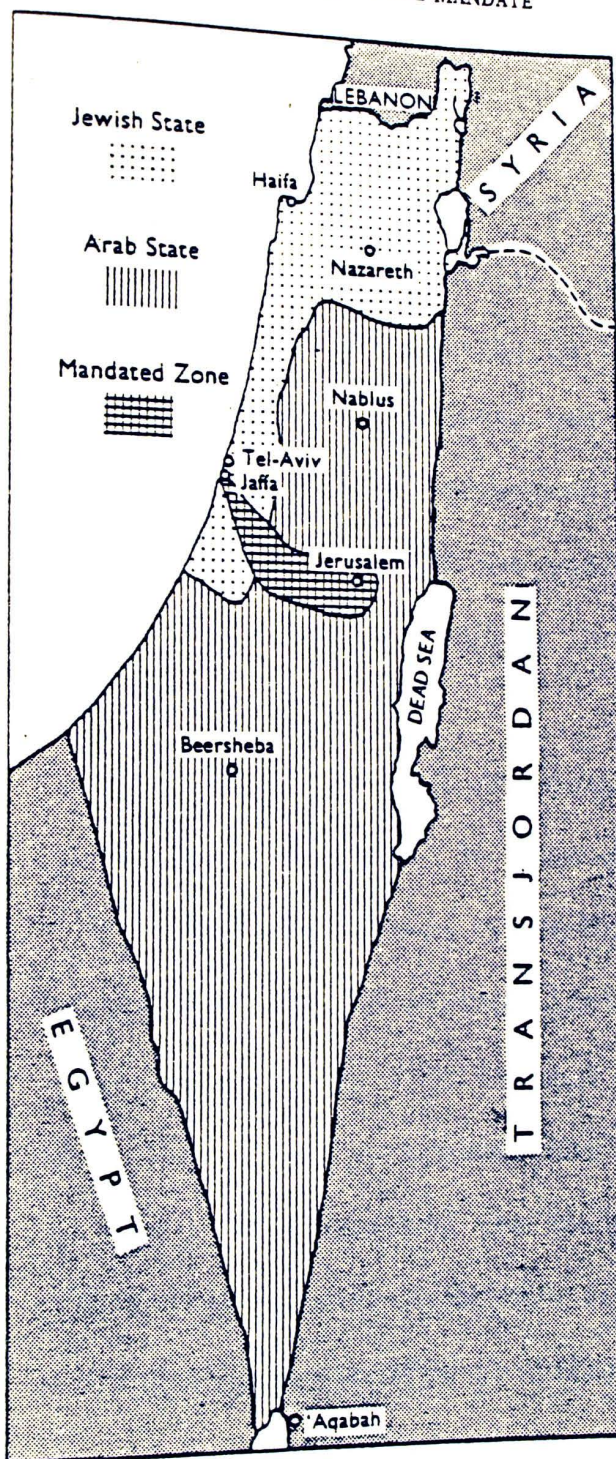 MANDATE
LEBANON
Jewish State
SYRIA
Haifa
Arab State
Nazareth
Mandated Zone
Nablus
Tel-Aviv
Jaffa
Jerusalem
DEAD SEA
TRANSJORDAN
Beersheba
EGYPT
'Aqabah